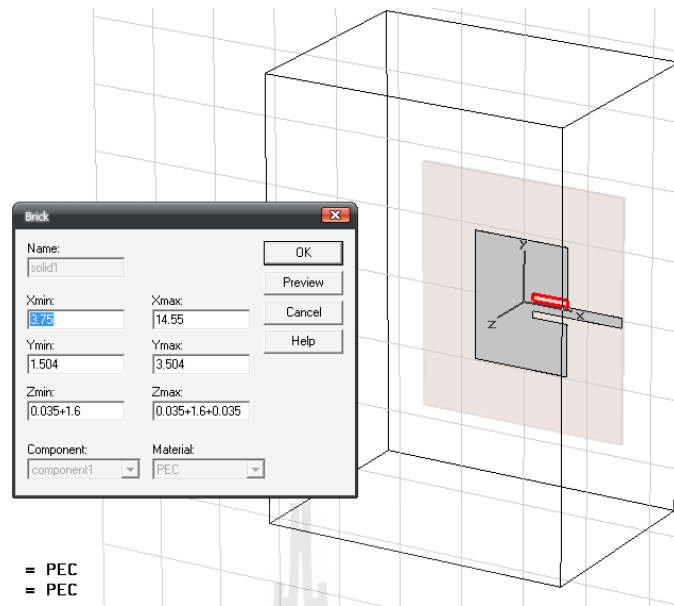 Brick
Name:
solid1
OK
Preview
Xmin:
Xmax:
3.75
14.55
Cancel
Ymin:
Ymax:
Help
1.504
3.504
Zmin:
Zmax:
0.035+1.6
0.035+1.6+0.035
Component:
Material:
component1
PEC
y
x
z
= PEC
= PEC